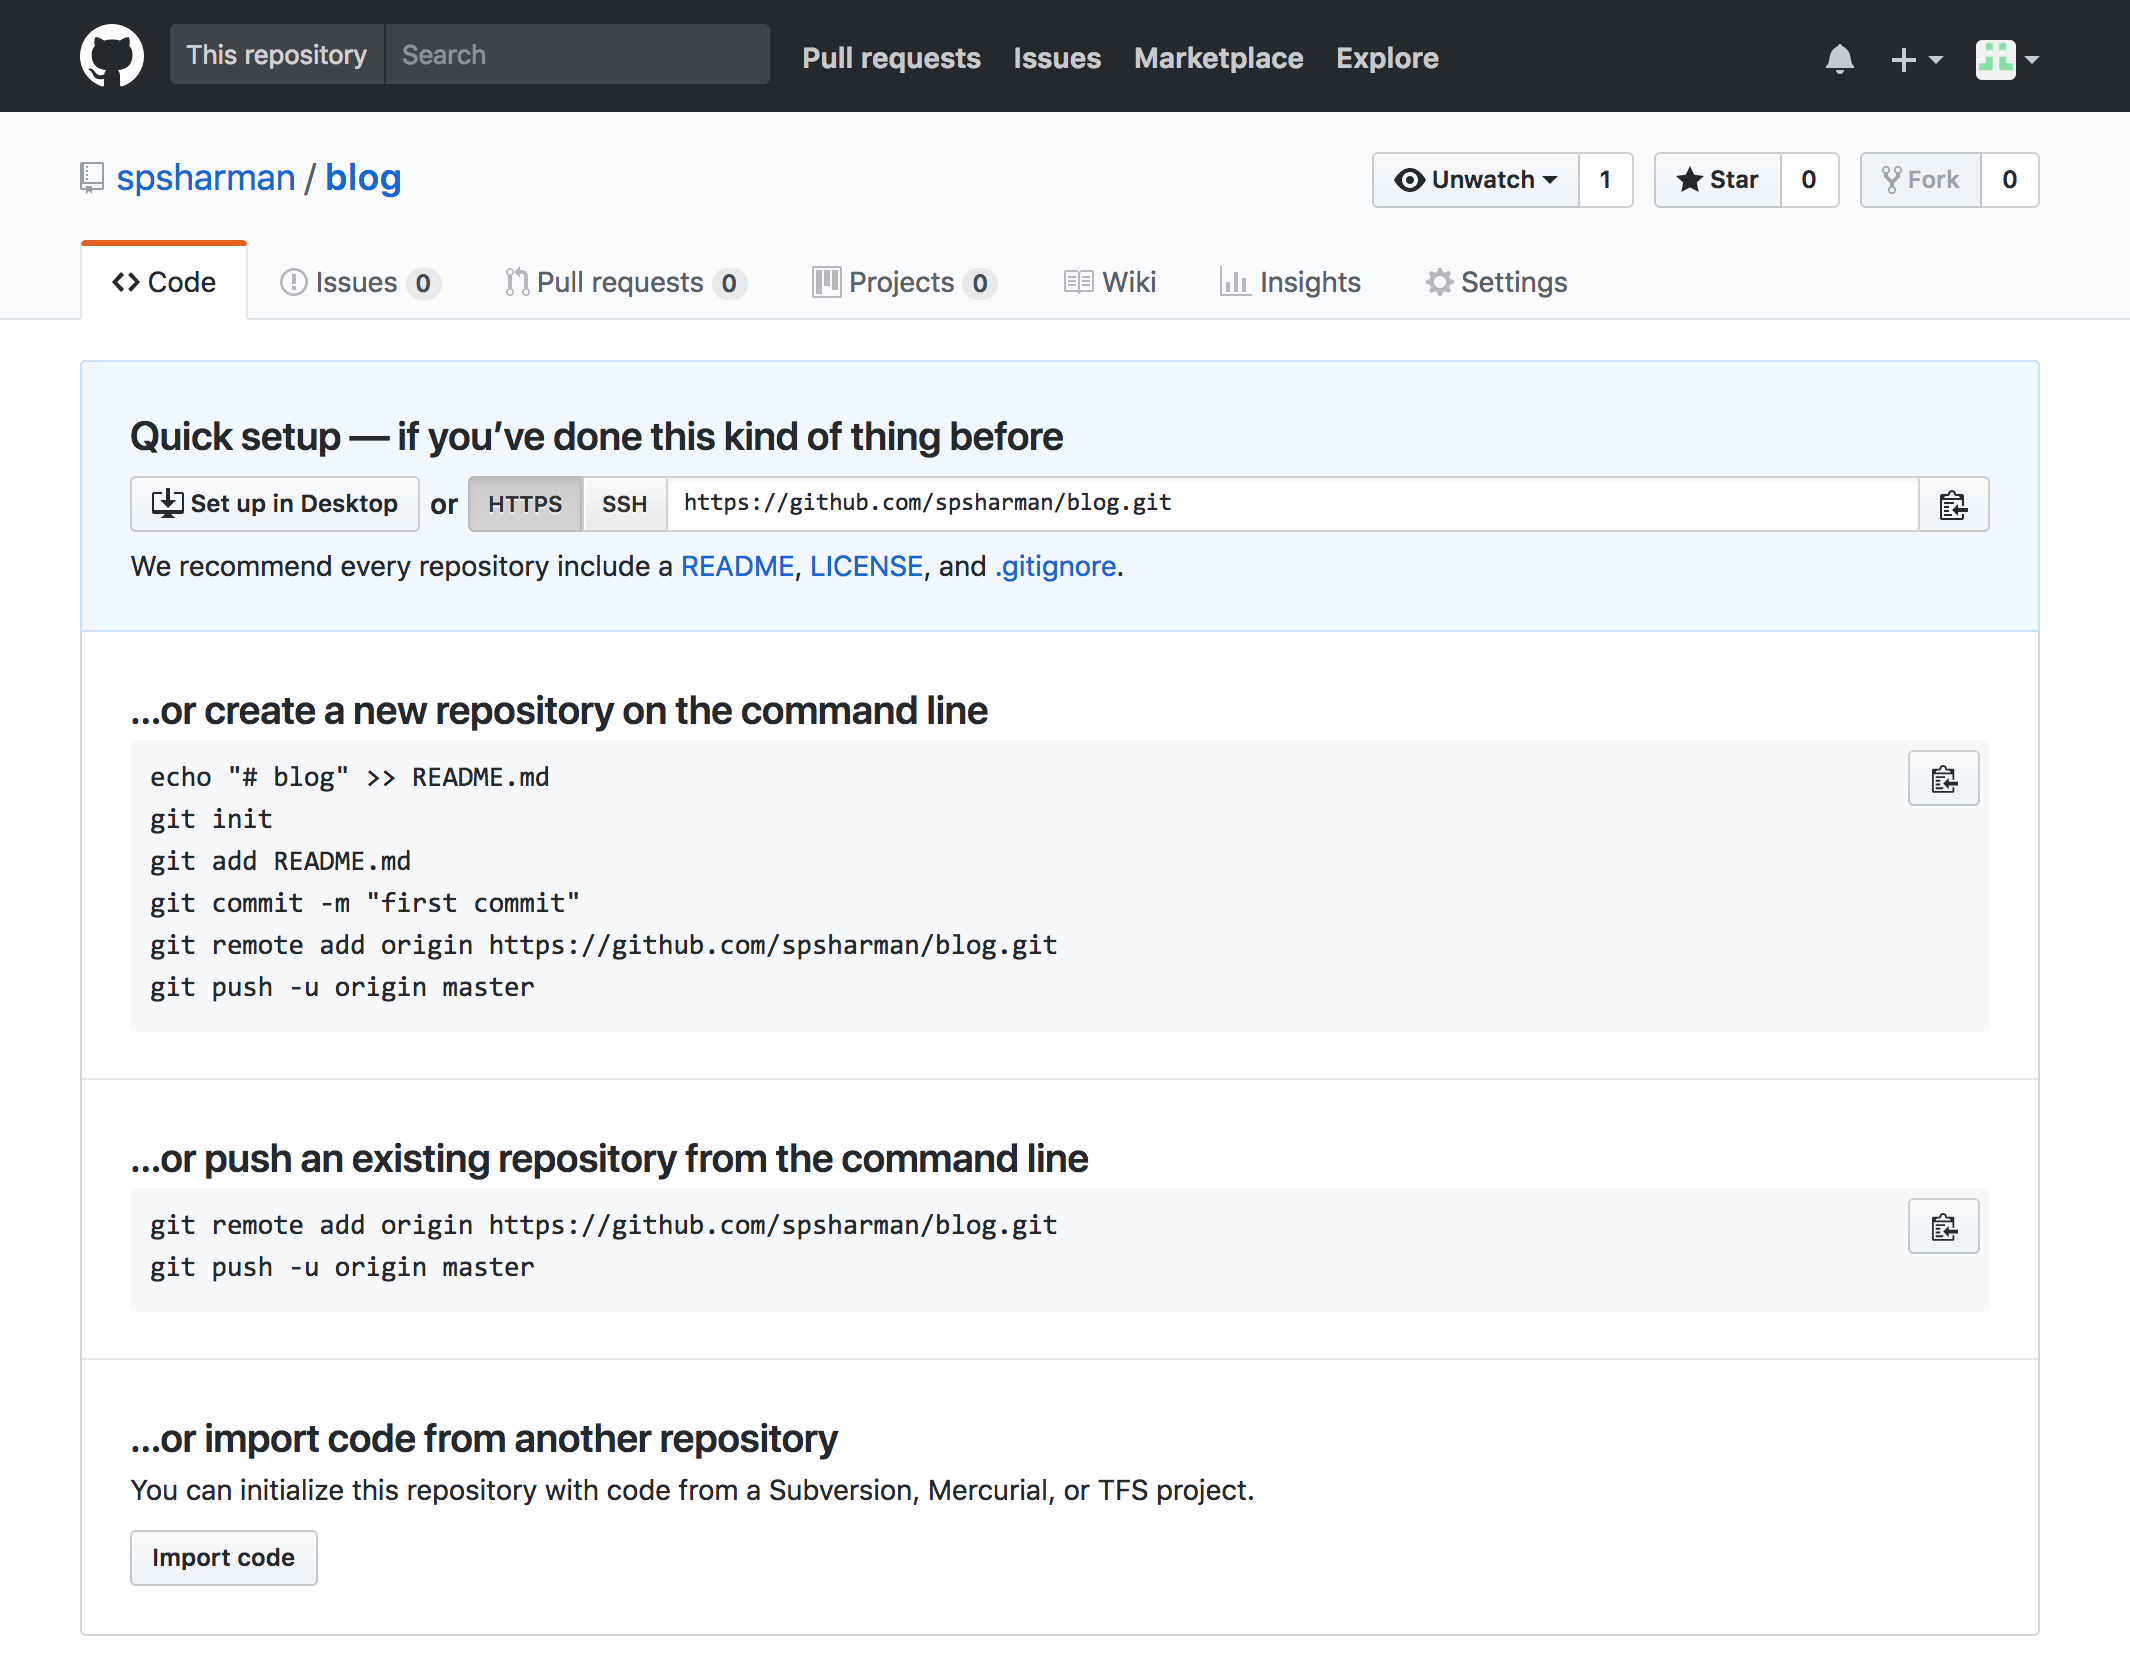 This repository Search Pull requests Issues Marketplace Explore
spsharman / blog Unwatch 1 Star 0 Fork 0
Code Issues 0 Pull requests 0 Projects 0 Wiki Insights Settings
Quick setup — if you’ve done this kind of thing before
Set up in Desktop or HTTPS SSH https://github.com/spsharman/blog.git
We recommend every repository include a README, LICENSE, and .gitignore.
…or create a new repository on the command line
echo "# blog" >> README.md
git init
git add README.md
git commit -m "first commit"
git remote add origin https://github.com/spsharman/blog.git
git push -u origin master
…or push an existing repository from the command line
git remote add origin https://github.com/spsharman/blog.git
git push -u origin master
…or import code from another repository
You can initialize this repository with code from a Subversion, Mercurial, or TFS project.
Import code